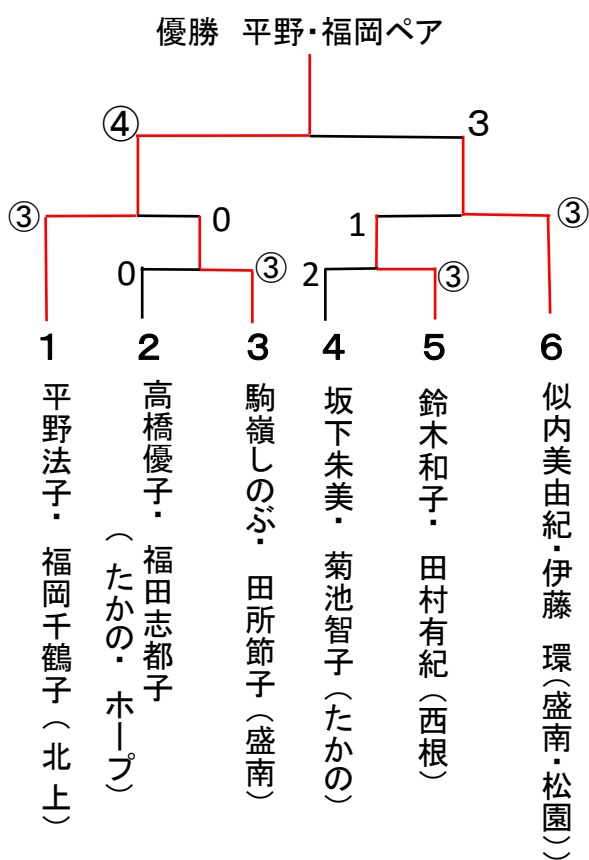 優勝　平野・福岡ペア
④
3
③
0
1
③
0
③
2
③
1
2
3
4
5
6
平野法子・　福岡千鶴子（北上）
高橋優子・　福田志都子
（たかの・　ホープ）
駒嶺しのぶ・　田所節子（盛南）
坂下朱美・　菊池智子（たかの）
鈴木和子・　田村有紀（西根）
似内美由紀・伊藤　環（盛南・松園））